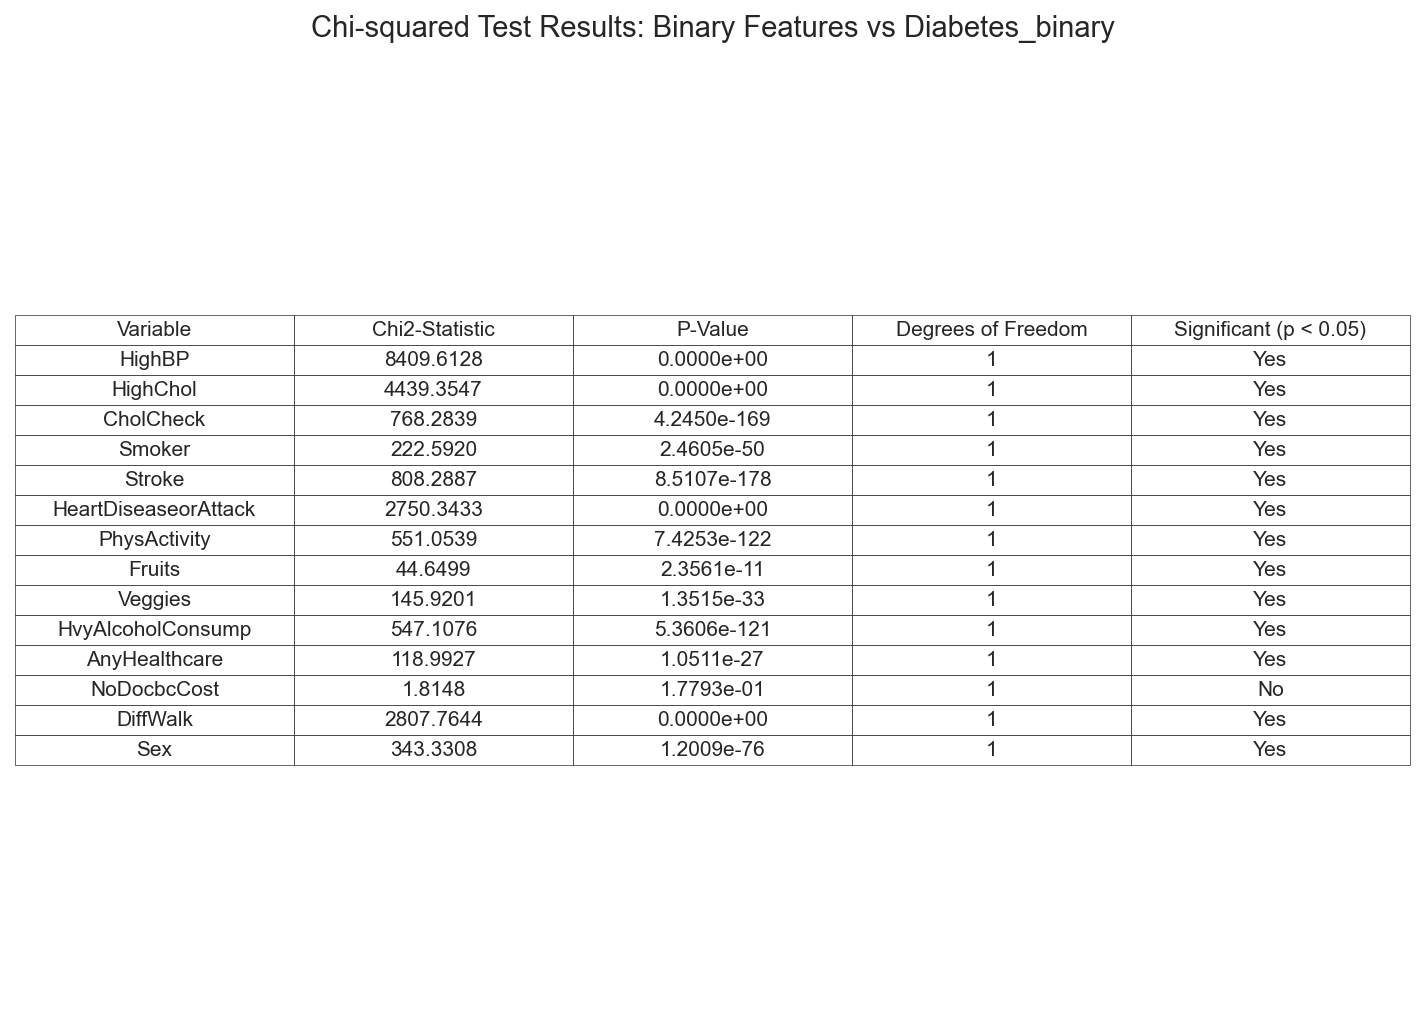 Chi-squared Test Results: Binary Features vs Diabetes_binary
Variable Chi2-Statistic P-Value Degrees of Freedom Significant (p < 0.05)
HighBP 8409.6128 0.0000e+00 1 Yes
HighChol 4439.3547 0.0000e+00 1 Yes
CholCheck 768.2839 4.2450e-169 1 Yes
Smoker 222.5920 2.4605e-50 1 Yes
Stroke 808.2887 8.5107e-178 1 Yes
HeartDiseaseorAttack 2750.3433 0.0000e+00 1 Yes
PhysActivity 551.0539 7.4253e-122 1 Yes
Fruits 44.6499 2.3561e-11 1 Yes
Veggies 145.9201 1.3515e-33 1 Yes
HvyAlcoholConsump 547.1076 5.3606e-121 1 Yes
AnyHealthcare 118.9927 1.0511e-27 1 Yes
NoDocbcCost 1.8148 1.7793e-01 1 No
DiffWalk 2807.7644 0.0000e+00 1 Yes
Sex 343.3308 1.2009e-76 1 Yes